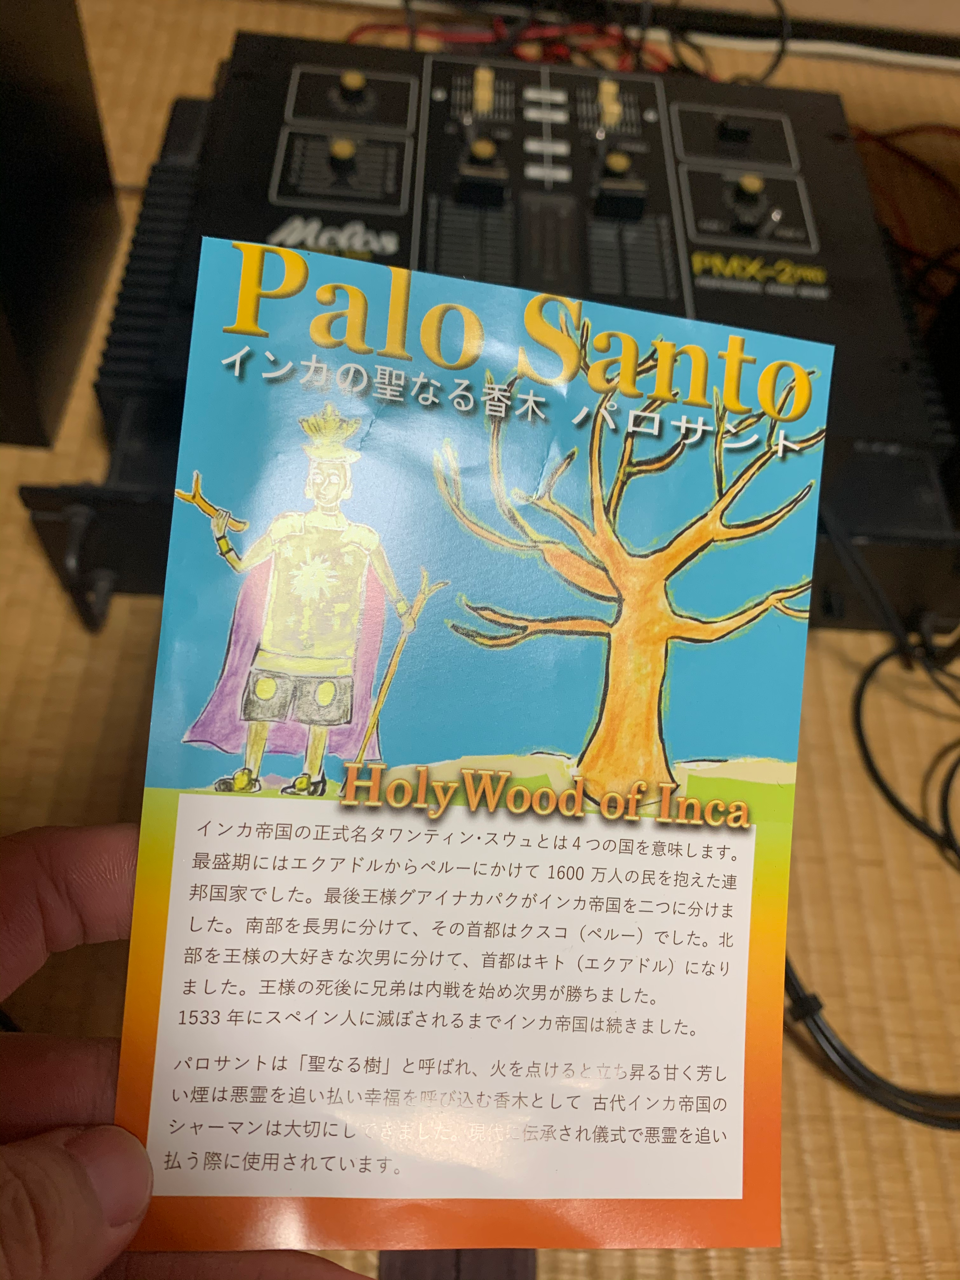 Melos
PMX-2
Palo Santo
インカの聖なる香木 パロサント
HolyWood of Inca
インカ帝国の正式名タワンティン・スウュとは4つの国を意味します。
最盛期にはエクアドルからペルーにかけて 1600 万人の民を抱えた連
邦国家でした。最後王様グアイナカパクがインカ帝国を二つに分けま
した。南部を長男に分けて、その首都はクスコ（ペルー）でした。北
部を王様の大好きな次男に分けて、首都はキト（エクアドル）になり
ました。王様の死後に兄弟は内戦を始め次男が勝ちました。
1533 年にスペイン人に滅ぼされるまでインカ帝国は続きました。
パロサントは「聖なる樹」と呼ばれ、火を点けると立ち昇る甘く芳し
い煙は悪霊を追い払い幸福を呼び込む香木として 古代インカ帝国の
シャーマンは大切にしてきました。現代に伝承され儀式で悪霊を追い
払う際に使用されています。